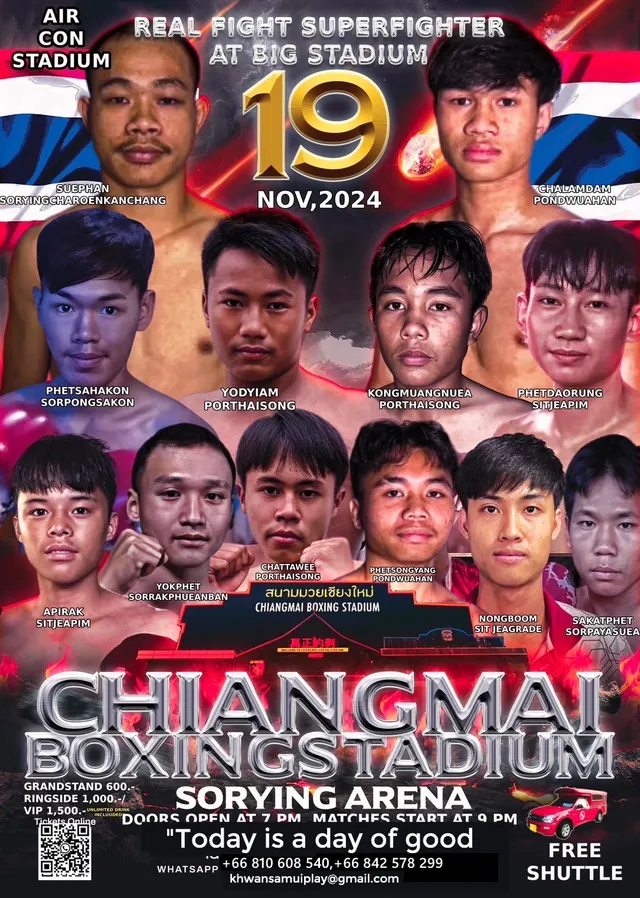 AIR
CON
STADIUM
REAL FIGHT SUPERFIGHTER
AT BIG STADIUM
19
NOV,2024
SUEPHAN
SORYINGCHAROENKANCHANG
CHALAMDAM
PONDWUAHAN
PHETSAHAKON
SORPONGSAKON
YODYIAM
PORTHAISONG
KONGMUANGNUEA
PORTHAISONG
PHETDAORUNG
SITJEAPIM
APIRAK
SITJEAPIM
YOKPHET
SORRAKPHUEANBAN
CHATTAWEE
PORTHAISONG
PHETSONGYANG
PONDWUAHAN
NONGBOOM
SIT JEAGRADE
SAKATPHET
SORPAYASUEA
สนามมวยเชียงใหม่
CHIANGMAI BOXING STADIUM
CHIANGMAI
BOXINGSTADIUM
GRANDSTAND 600.-
RINGSIDE 1,000.-/
VIP 1,500.- UNLIMITED DRINK
INCLUUDED
Tickets Online
SORYING ARENA
DOORS OPEN AT 7 PM. MATCHES START AT 9 PM
"Today is a day of good
WHATSAPP +66 810 608 540,+66 842 578 299
khwansamuiplay@gmail.com
FREE
SHUTTLE